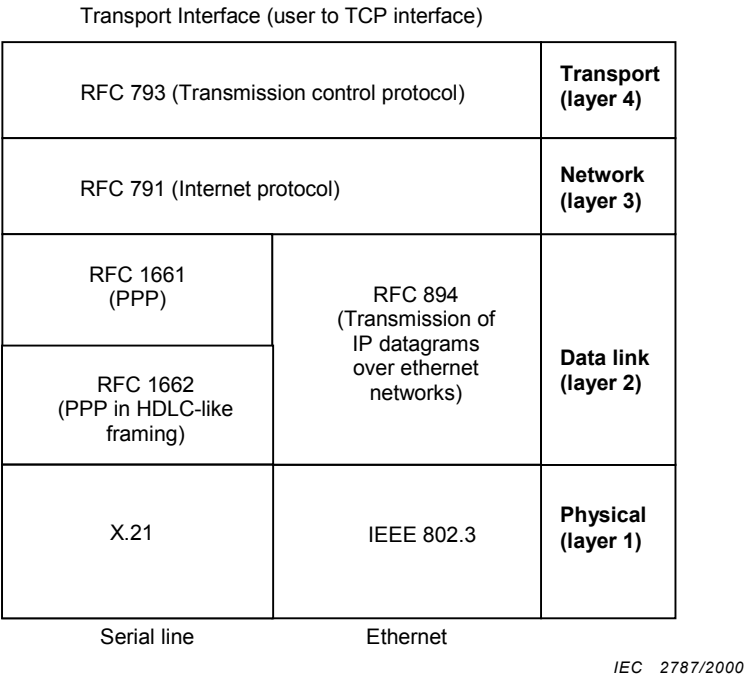 Transport Interface (user to TCP interface)
RFC 793 (Transmission control protocol)
Transport
(layer 4)
RFC 791 (Internet protocol)
Network
(layer 3)
RFC 1661
(PPP)
RFC 1662
(PPP in HDLC-like
framing)
RFC 894
(Transmission of
IP datagrams
over ethernet
networks)
Data link
(layer 2)
X.21
IEEE 802.3
Physical
(layer 1)
Serial line
Ethernet
IEC 2787/2000